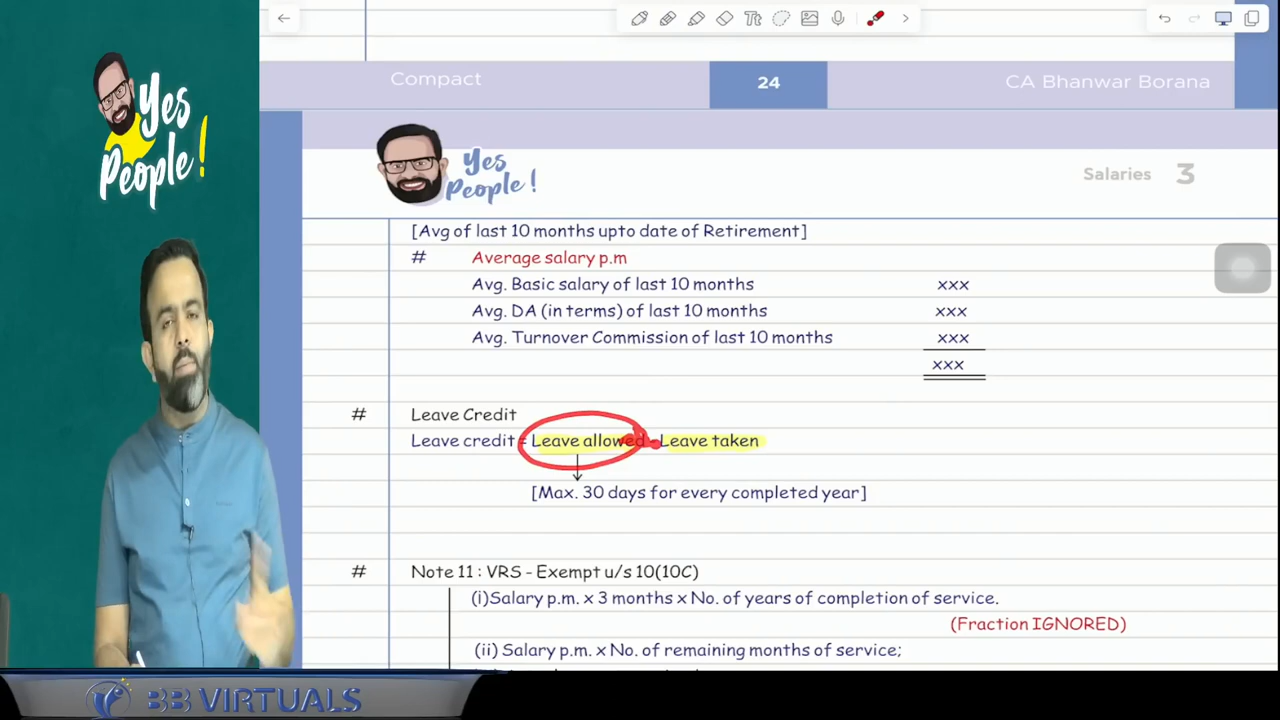 Yes
People !
Compact
24
CA Bhanwar Borana
Yes
People !
Salaries 3
[Avg of last 10 months upto date of Retirement]
# Average salary p.m
Avg. Basic salary of last 10 months xxx
Avg. DA (in terms) of last 10 months xxx
Avg. Turnover Commission of last 10 months xxx
xxx
# Leave Credit
Leave credit = Leave allowed - Leave taken
[Max. 30 days for every completed year]
# Note 11 : VRS - Exempt u/s 10(10C)
(i)Salary p.m. x 3 months x No. of years of completion of service.
(Fraction IGNORED)
(ii) Salary p.m. x No. of remaining months of service;
BB VIRTUALS